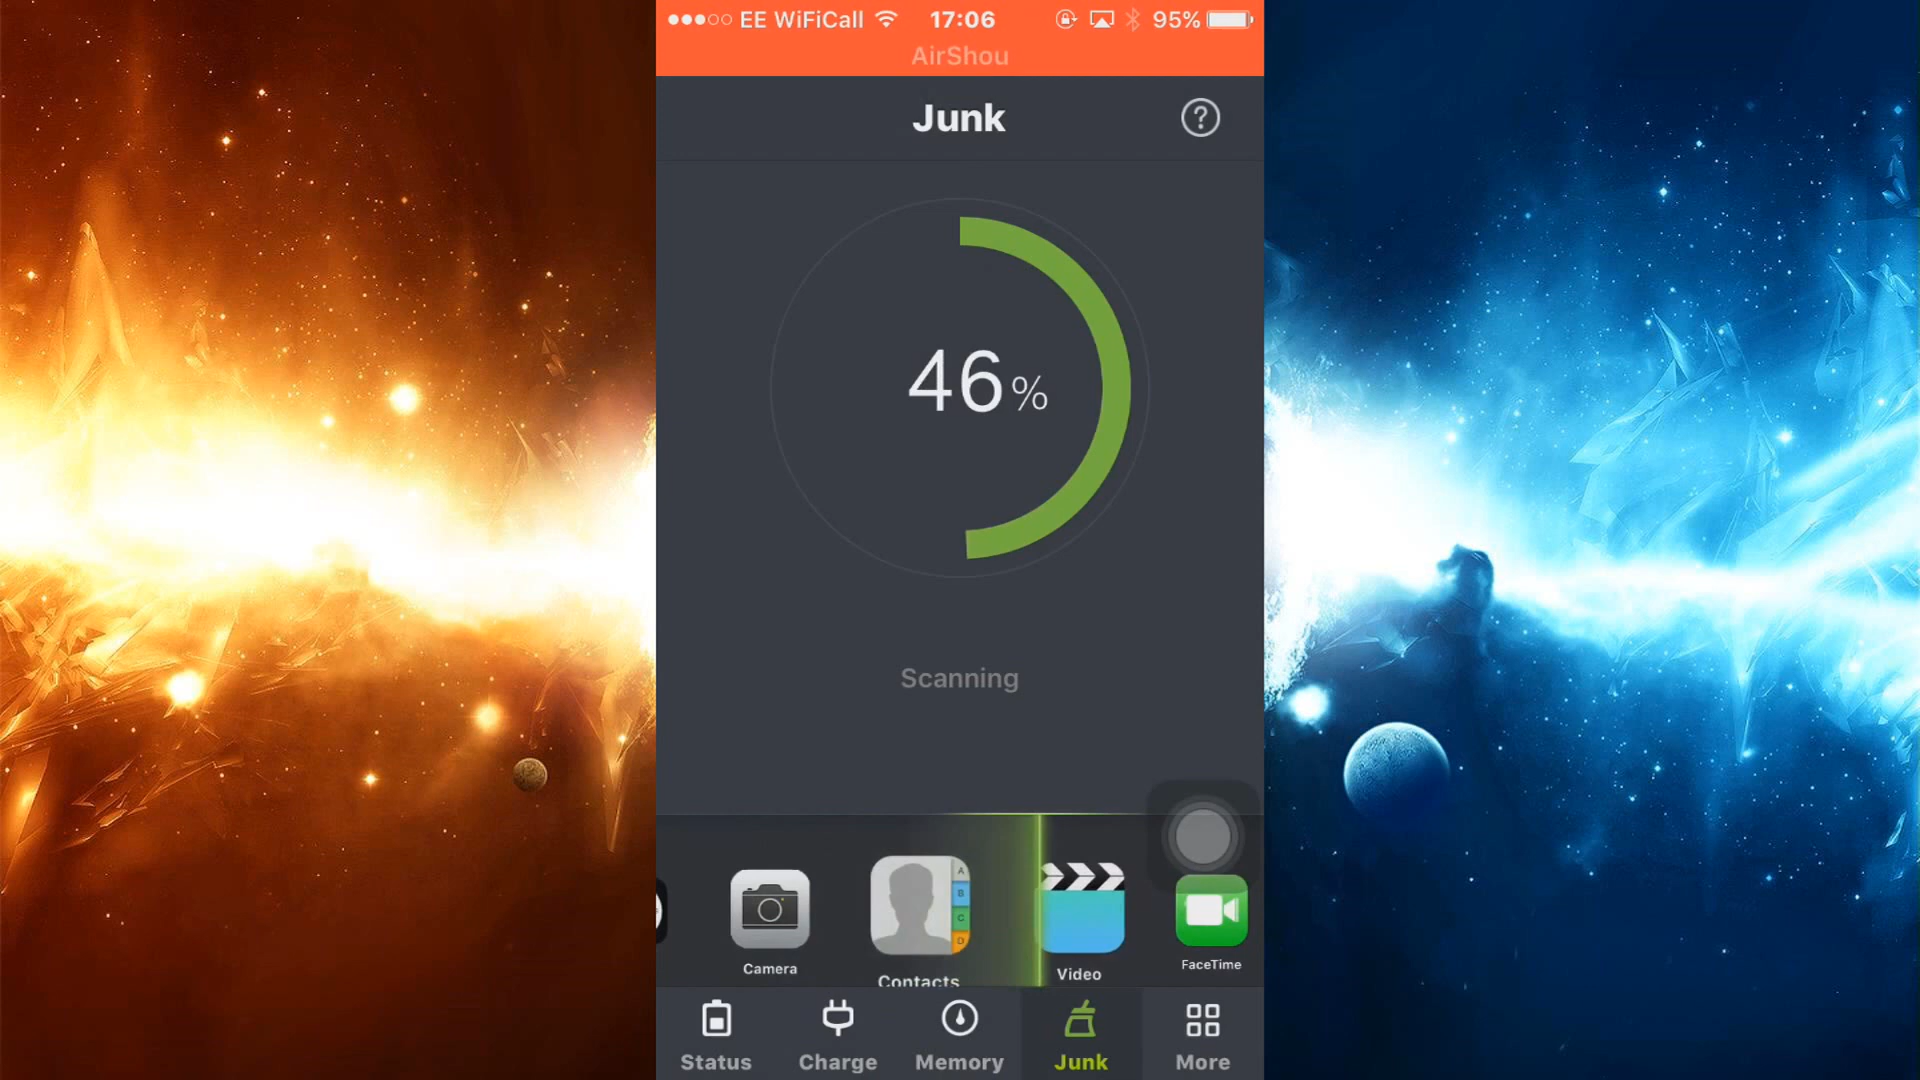 EE WiFiCall 17:06 95%
AirShou
Junk ?
46%
Scanning
A
B
C
D
Camera Contacts Video FaceTime
Status Charge Memory Junk More